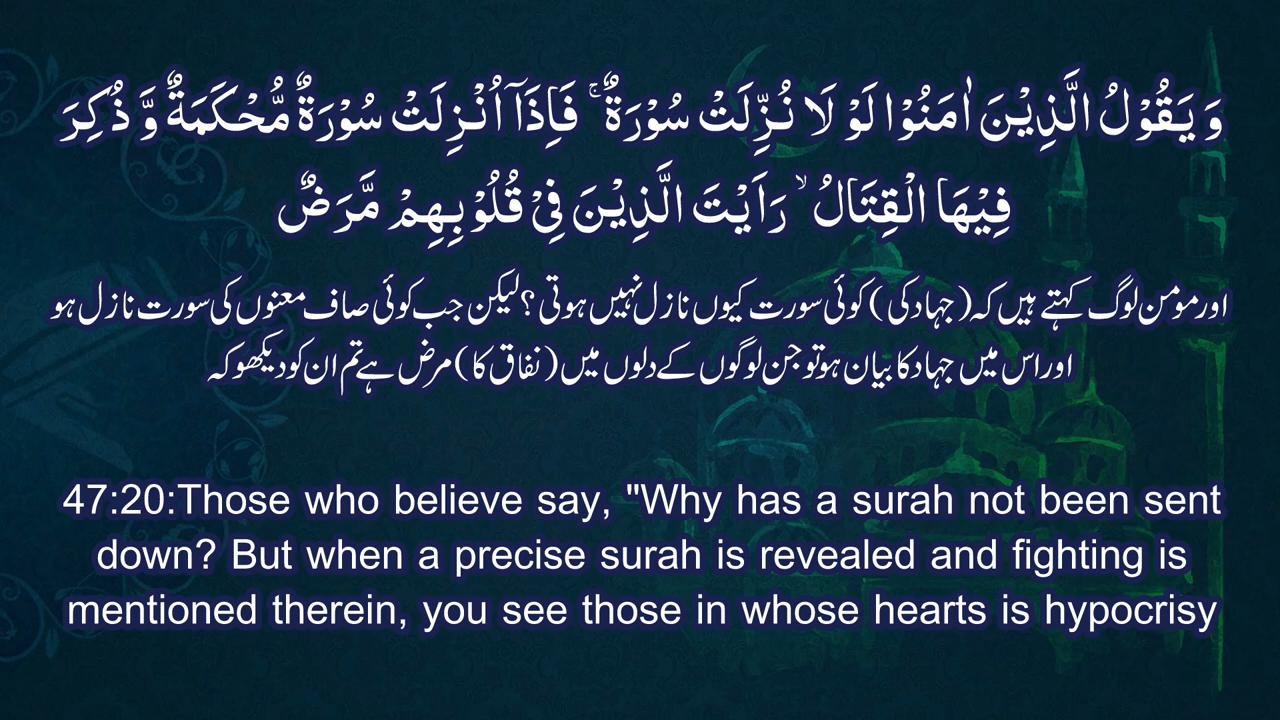 وَ يَقُوْلُ الَّذِيْنَ اٰمَنُوْا لَوْ لَا نُزِّلَتْ سُوْرَةٌ ۚ فَاِذَاۤ اُنْزِلَتْ سُوْرَةٌ مُّحْكَمَةٌ وَّ ذُكِرَ
فِيْهَا الْقِتَالُ ۙ رَاَيْتَ الَّذِيْنَ فِيْ قُلُوْبِهِمْ مَّرَضٌ
اور مومن لوگ کہتے ہیں کہ (جہاد کی) کوئی سورت کیوں نازل نہیں ہوتی؟ لیکن جب کوئی صاف معنوں کی سورت نازل ہو
اور اس میں جہاد کا بیان ہو تو جن لوگوں کے دلوں میں (نفاق کا) مرض ہے تم ان کو دیکھو کہ
47:20:Those who believe say, "Why has a surah not been sent
down? But when a precise surah is revealed and fighting is
mentioned therein, you see those in whose hearts is hypocrisy